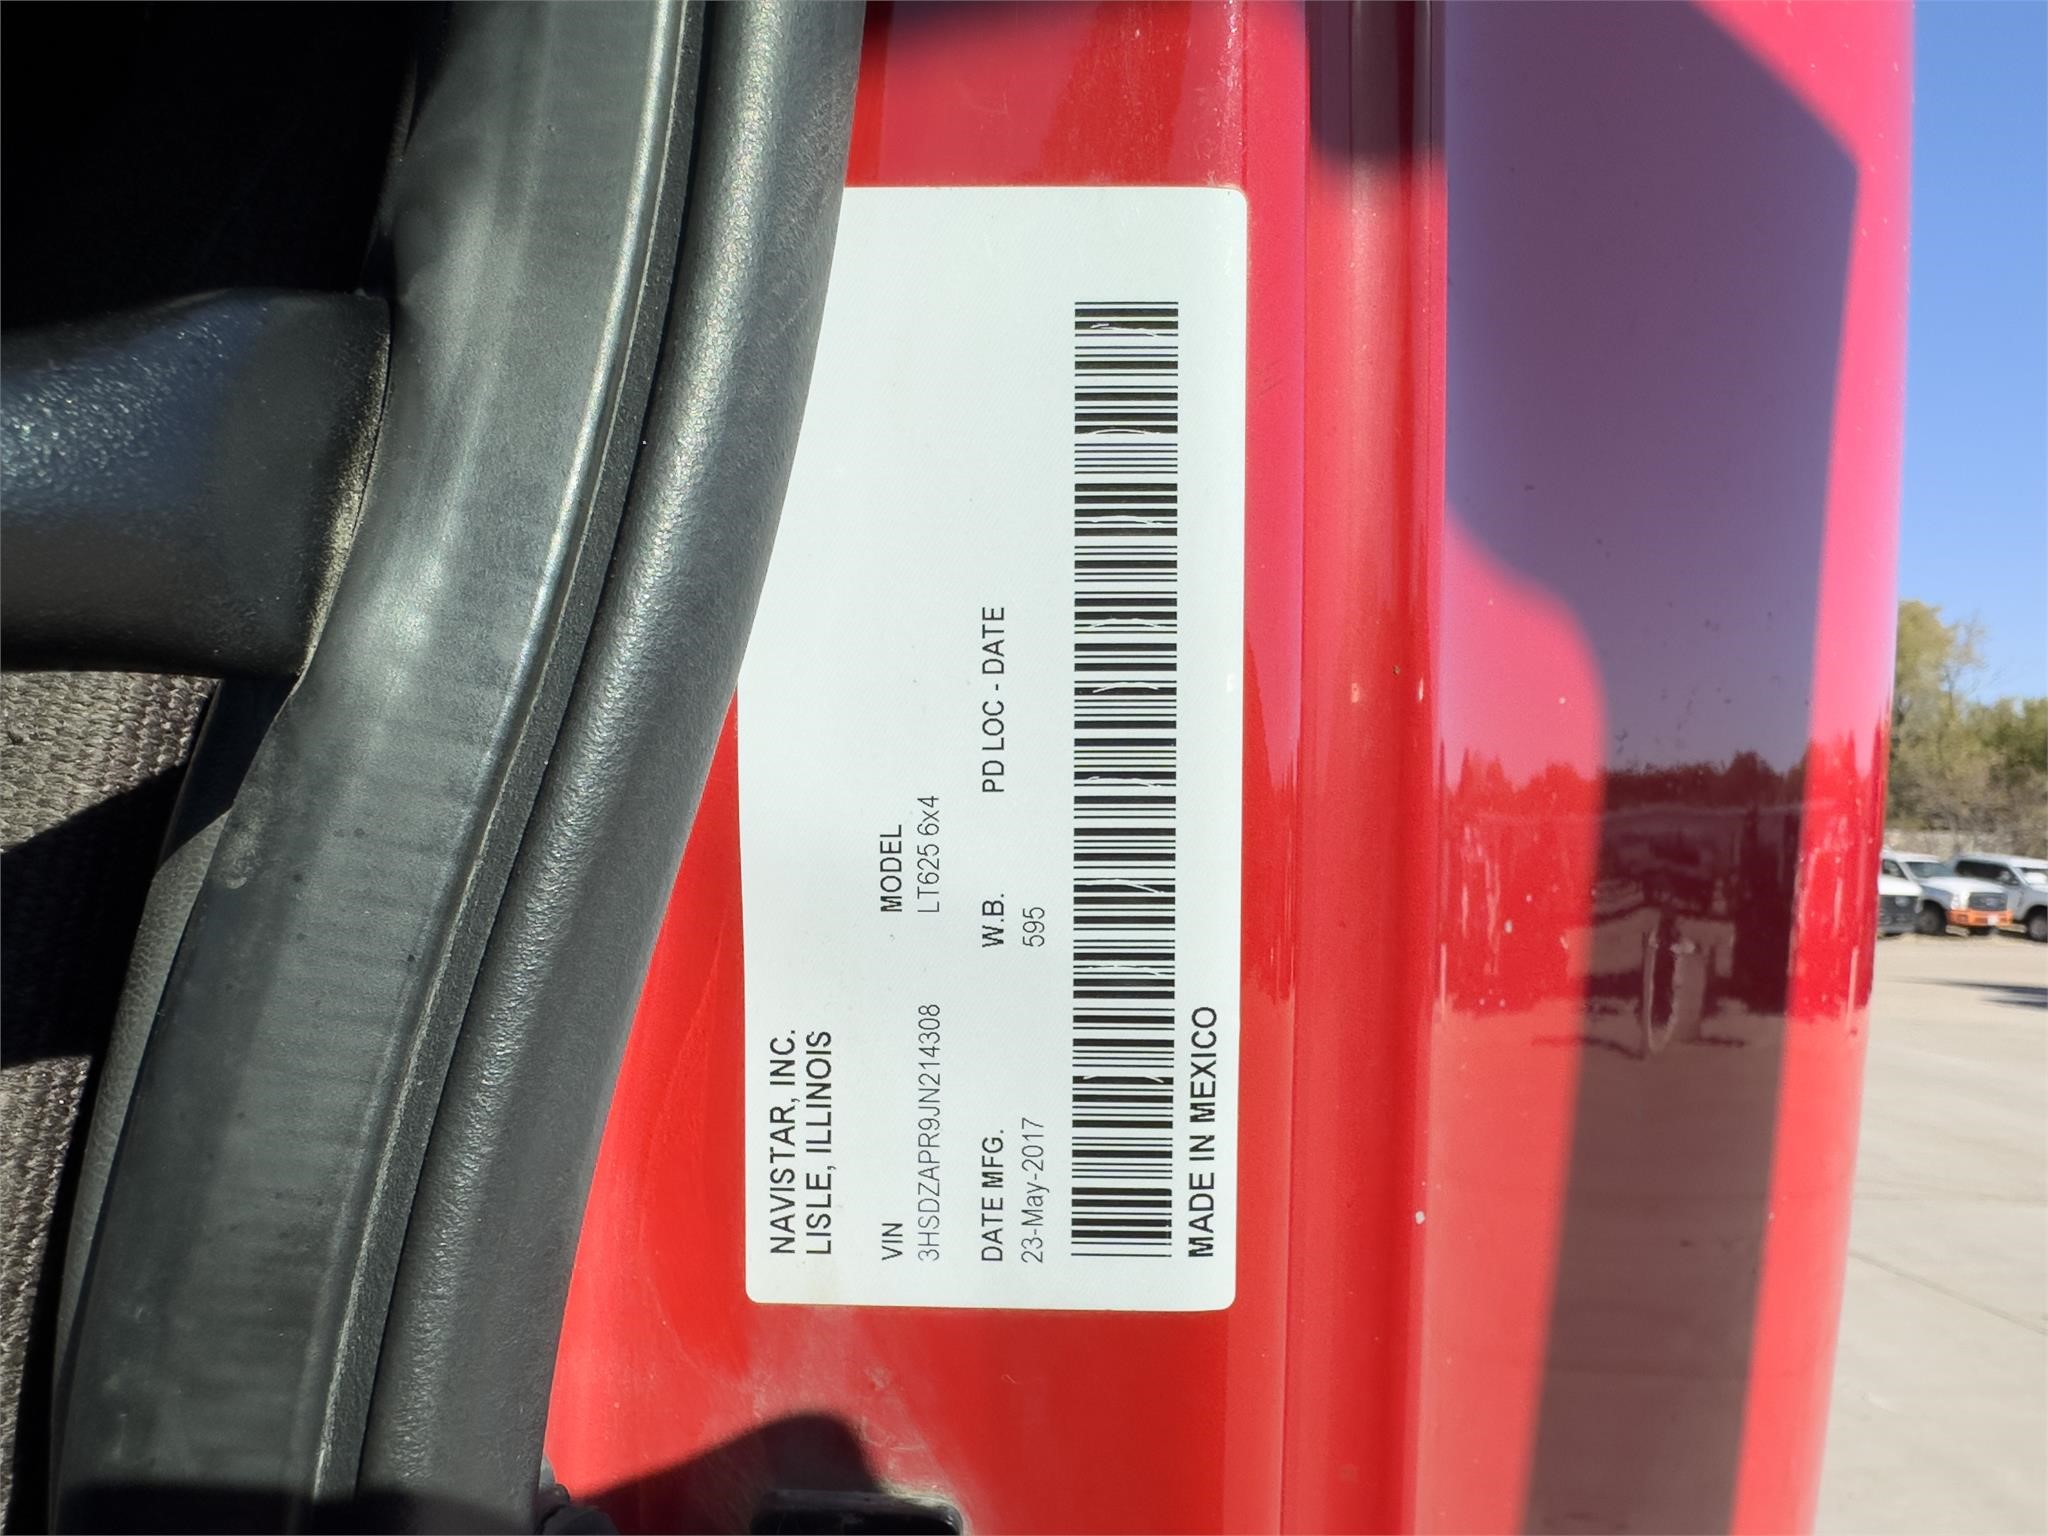 NAVISTAR, INC.
LISLE, ILLINOIS
VIN MODEL
3HSDZAPR9JN214308 LT625 6x4
DATE MFG. W.B. PD LOC - DATE
23-May-2017 595
MADE IN MEXICO